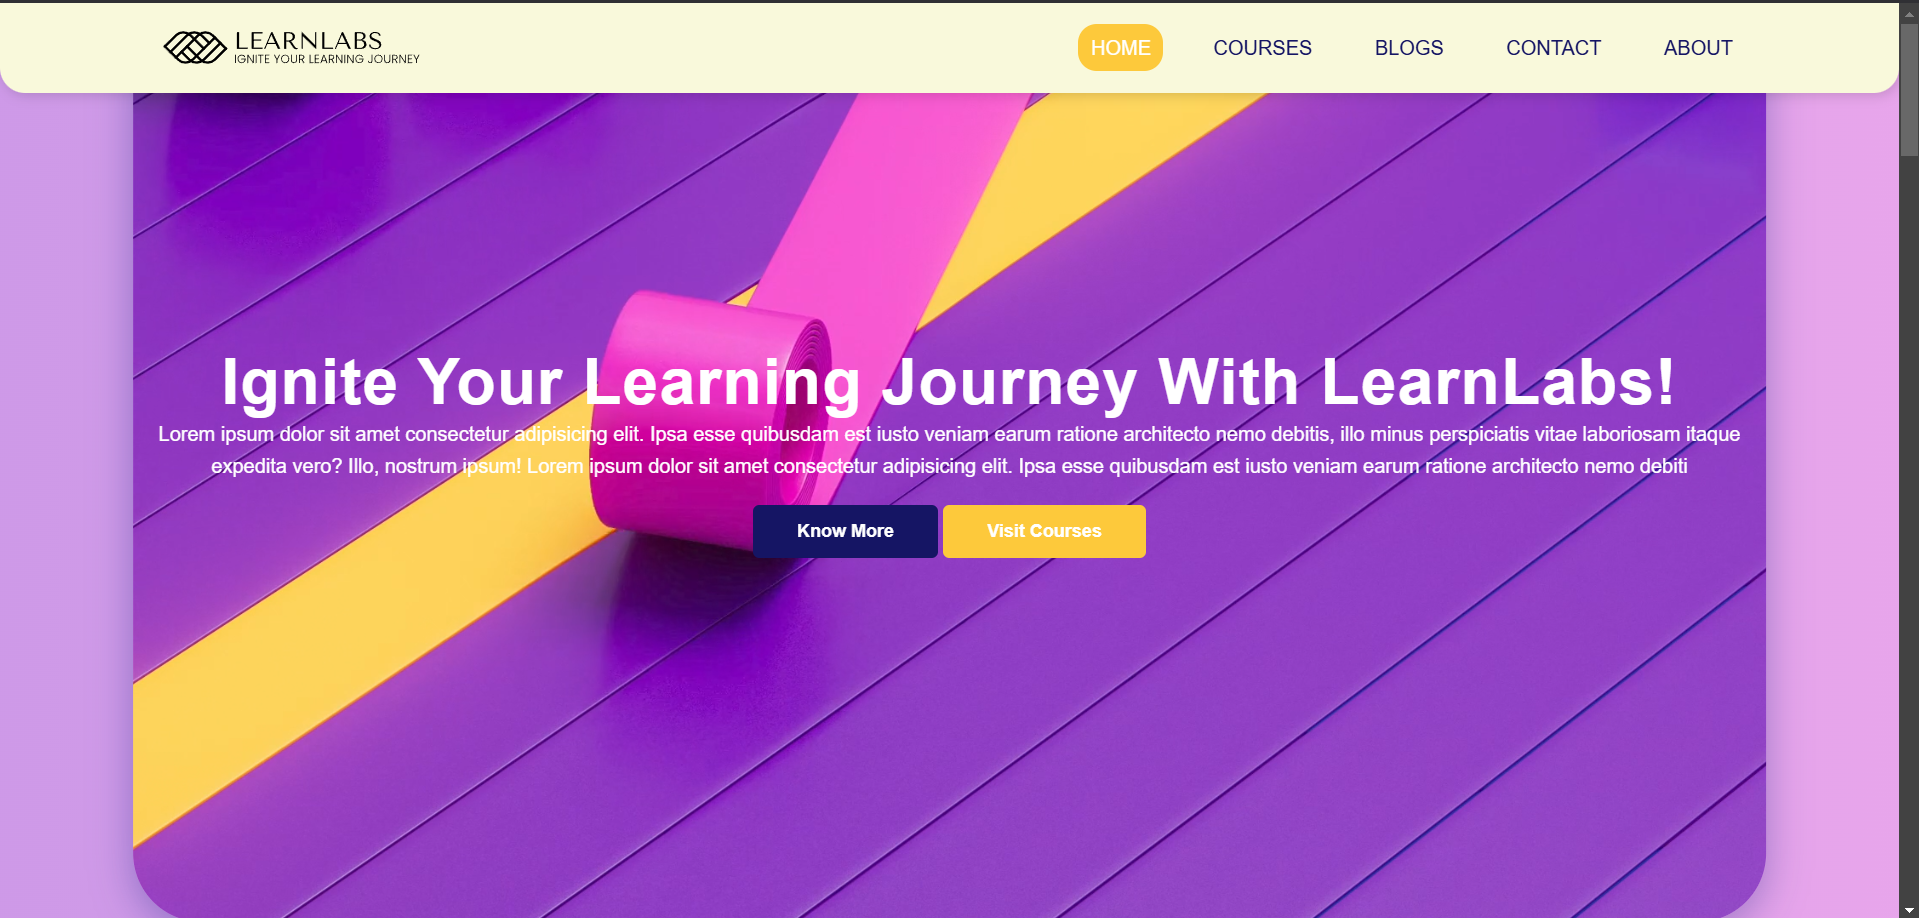 LEARNLABS
IGNITE YOUR LEARNING JOURNEY
HOME COURSES BLOGS CONTACT ABOUT
Ignite Your Learning Journey With LearnLabs!
Lorem ipsum dolor sit amet consectetur adipisicing elit. Ipsa esse quibusdam est iusto veniam earum ratione architecto nemo debitis, illo minus perspiciatis vitae laboriosam itaque
expedita vero? Illo, nostrum ipsum! Lorem ipsum dolor sit amet consectetur adipisicing elit. Ipsa esse quibusdam est iusto veniam earum ratione architecto nemo debiti
Know More Visit Courses